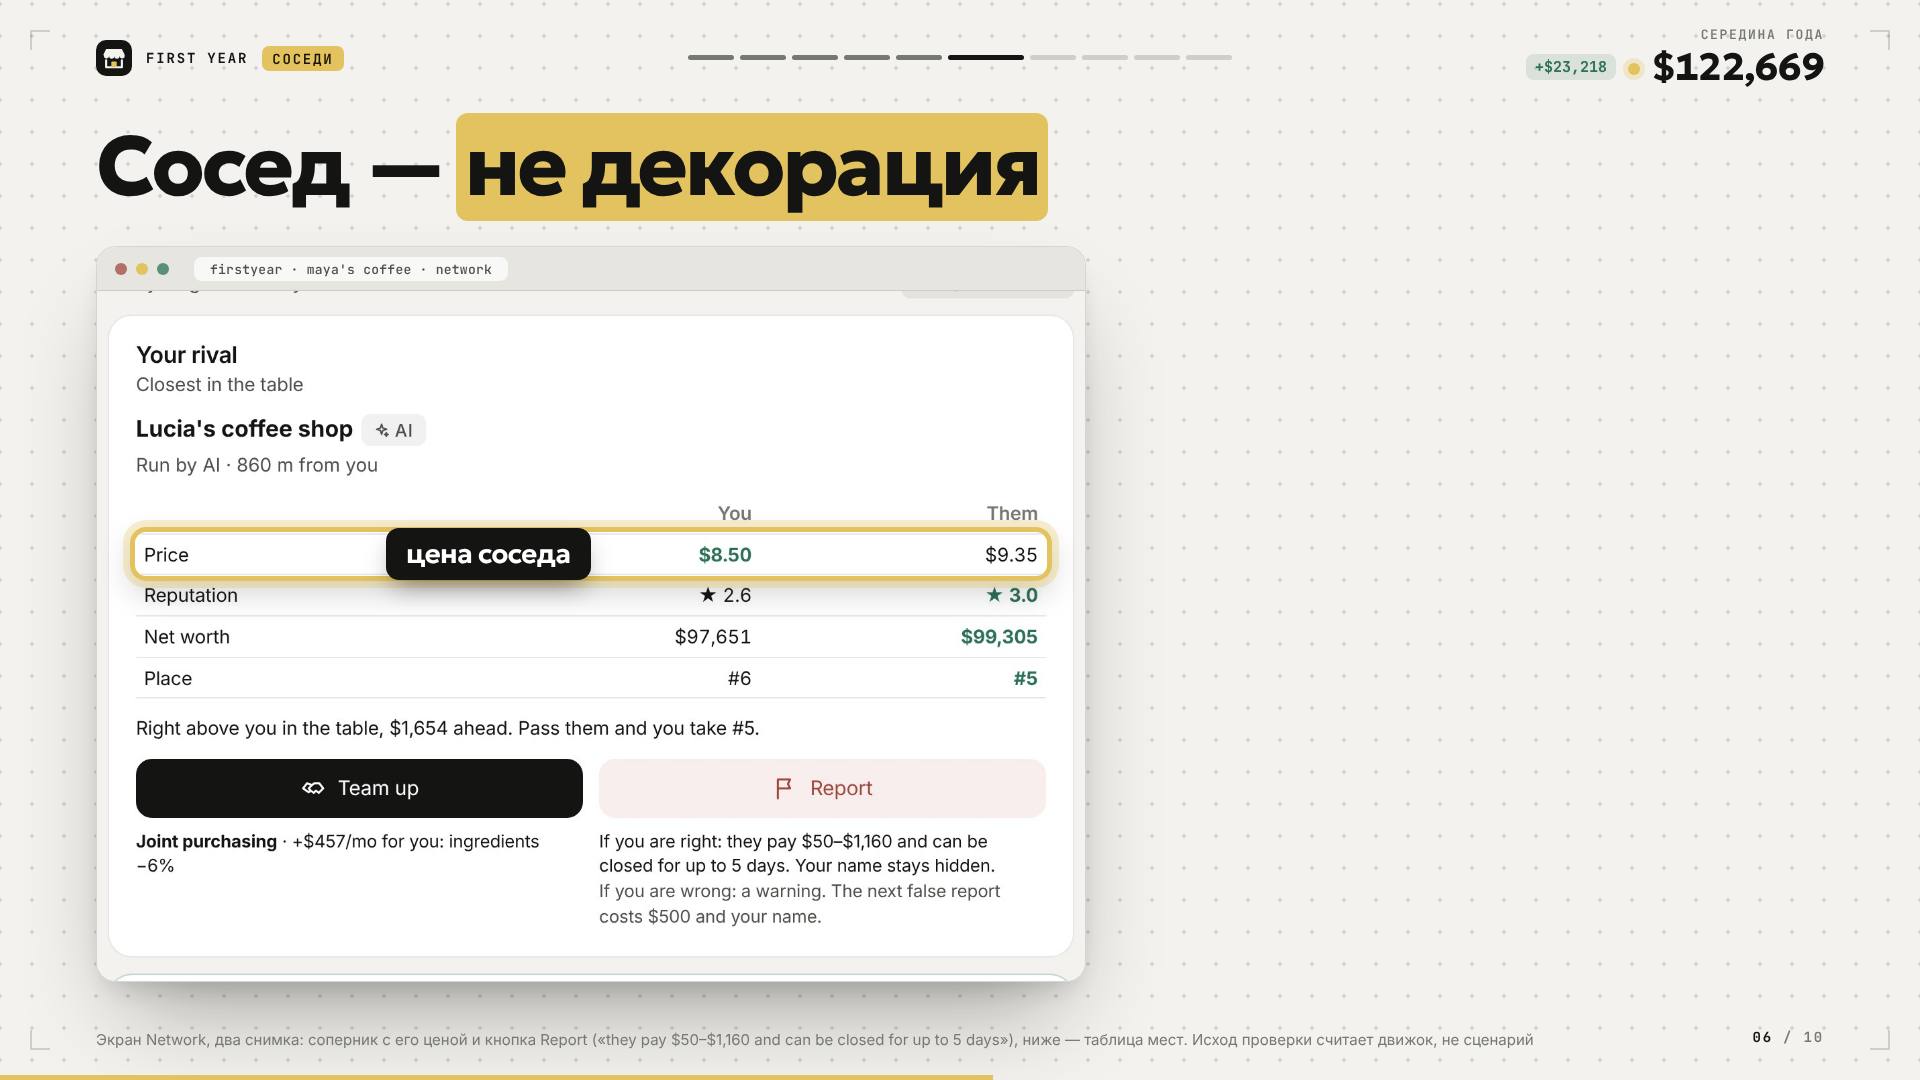 FIRST YEAR СОСЕДИ
СЕРЕДИНА ГОДА
+$23,218 $122,669
Сосед — не декорация
firstyear · maya's coffee · network
Your rival
Closest in the table
Lucia's coffee shop AI
Run by AI · 860 m from you
You Them
Price цена соседа $8.50 $9.35
Reputation ★ 2.6 ★ 3.0
Net worth $97,651 $99,305
Place #6 #5
Right above you in the table, $1,654 ahead. Pass them and you take #5.
Team up
Report
Joint purchasing · +$457/mo for you: ingredients
−6%
If you are right: they pay $50–$1,160 and can be
closed for up to 5 days. Your name stays hidden.
If you are wrong: a warning. The next false report
costs $500 and your name.
Экран Network, два снимка: соперник с его ценой и кнопка Report («they pay $50–$1,160 and can be closed for up to 5 days»), ниже — таблица мест. Исход проверки считает движок, не сценарий
06 / 10